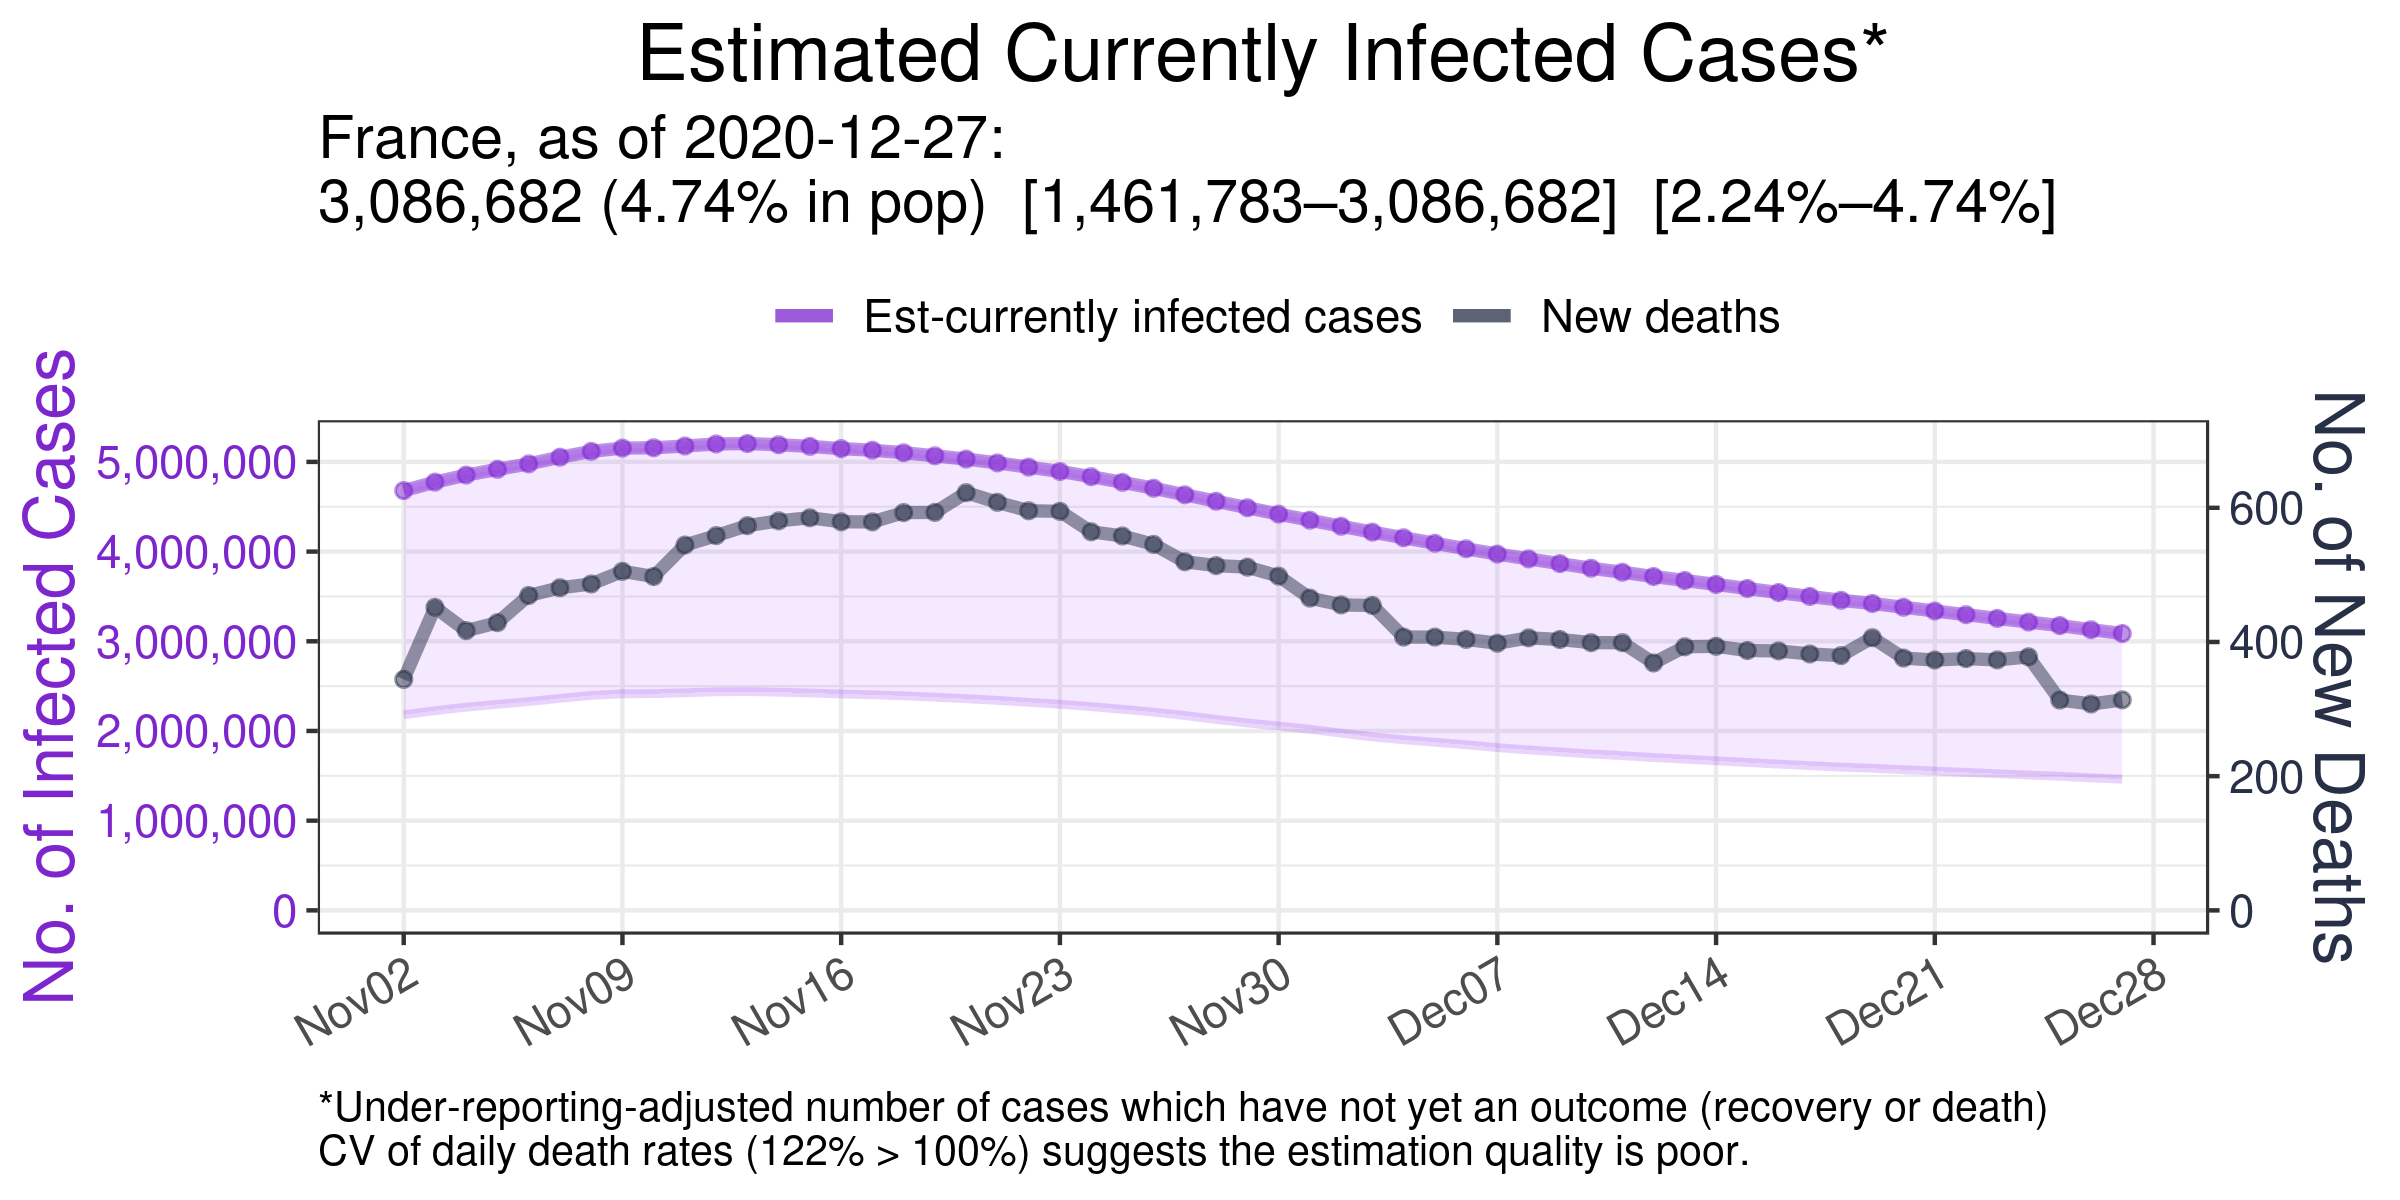 Estimated Currently Infected Cases*
France, as of 2020-12-27:
3,086,682 (4.74% in pop)  [1,461,783–3,086,682]  [2.24%–4.74%]
Est-currently infected cases
New deaths
No. of Infected Cases
5,000,000
4,000,000
3,000,000
2,000,000
1,000,000
0
No. of New Deaths
600
400
200
0
Nov02
Nov09
Nov16
Nov23
Nov30
Dec07
Dec14
Dec21
Dec28
*Under-reporting-adjusted number of cases which have not yet an outcome (recovery or death)
CV of daily death rates (122% > 100%) suggests the estimation quality is poor.